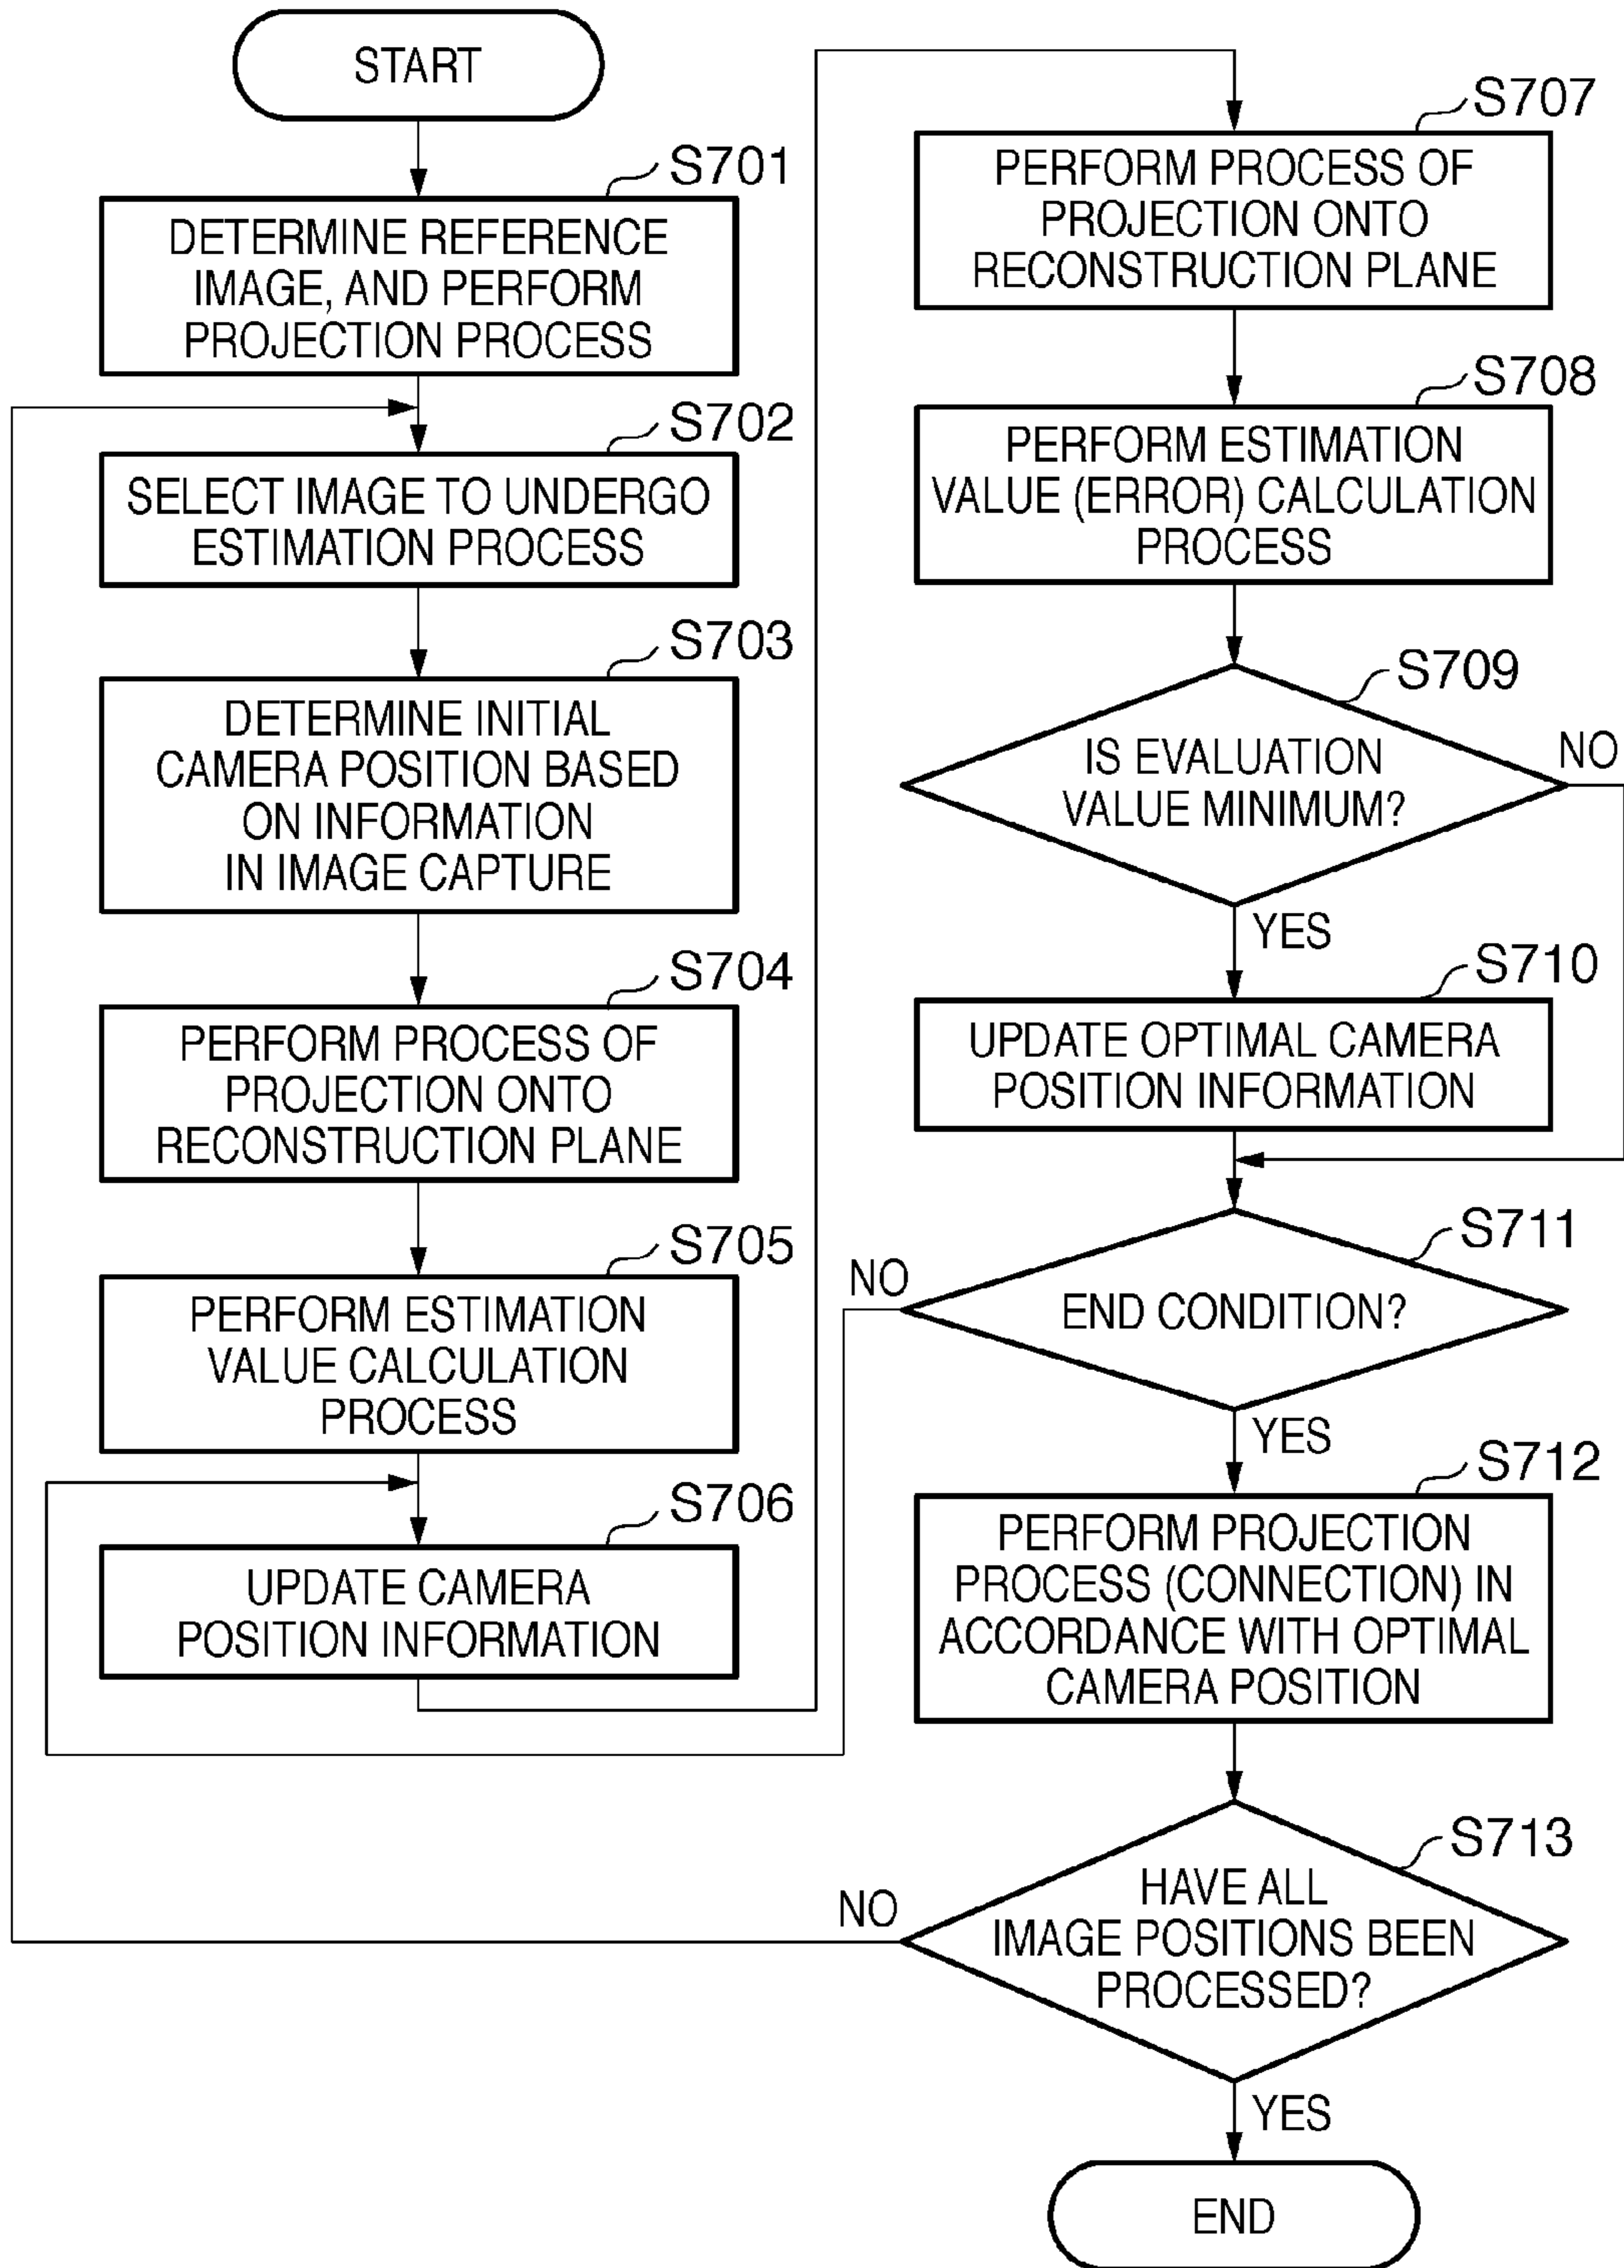 START
S701
DETERMINE REFERENCE
IMAGE, AND PERFORM
PROJECTION PROCESS
S702
SELECT IMAGE TO UNDERGO
ESTIMATION PROCESS
S703
DETERMINE INITIAL
CAMERA POSITION BASED
ON INFORMATION
IN IMAGE CAPTURE
S704
PERFORM PROCESS OF
PROJECTION ONTO
RECONSTRUCTION PLANE
S705
PERFORM ESTIMATION
VALUE CALCULATION
PROCESS
S706
UPDATE CAMERA
POSITION INFORMATION
S707
PERFORM PROCESS OF
PROJECTION ONTO
RECONSTRUCTION PLANE
S708
PERFORM ESTIMATION
VALUE (ERROR) CALCULATION
PROCESS
S709
IS EVALUATION
VALUE MINIMUM?
NO
YES
S710
UPDATE OPTIMAL CAMERA
POSITION INFORMATION
S711
NO
END CONDITION?
YES
S712
PERFORM PROJECTION
PROCESS (CONNECTION) IN
ACCORDANCE WITH OPTIMAL
CAMERA POSITION
S713
NO
HAVE ALL
IMAGE POSITIONS BEEN
PROCESSED?
YES
END